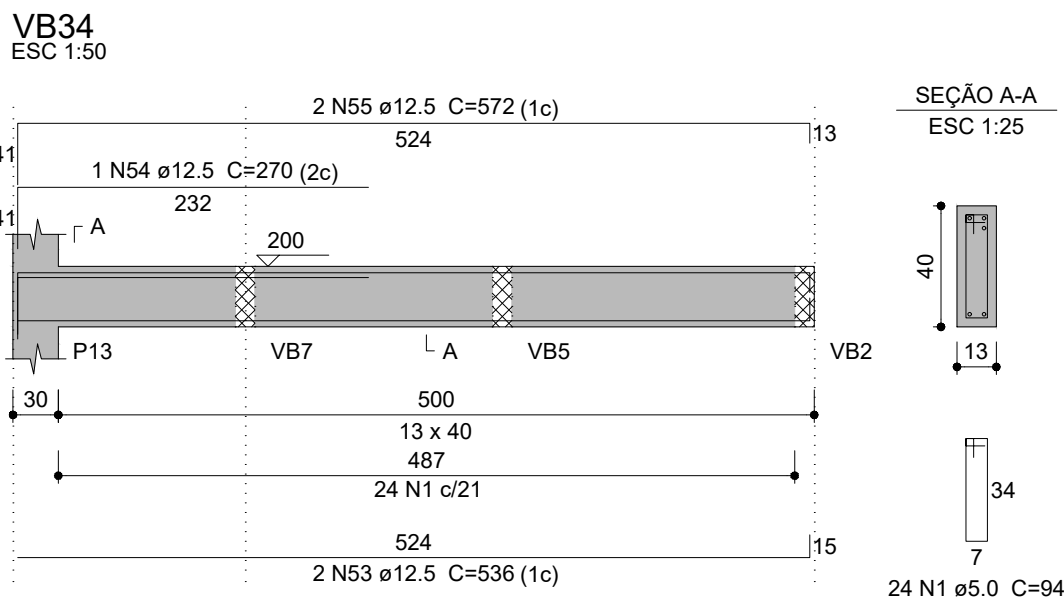 VB34
ESC 1:50
2 N55 ø12.5 C=572 (1c)
524
13
41
1 N54 ø12.5 C=270 (2c)
232
41
A
200
P13
VB7
A
VB5
VB2
30
500
13 x 40
487
24 N1 c/21
524
15
2 N53 ø12.5 C=536 (1c)
SEÇÃO A-A
ESC 1:25
40
13
34
7
24 N1 ø5.0 C=94